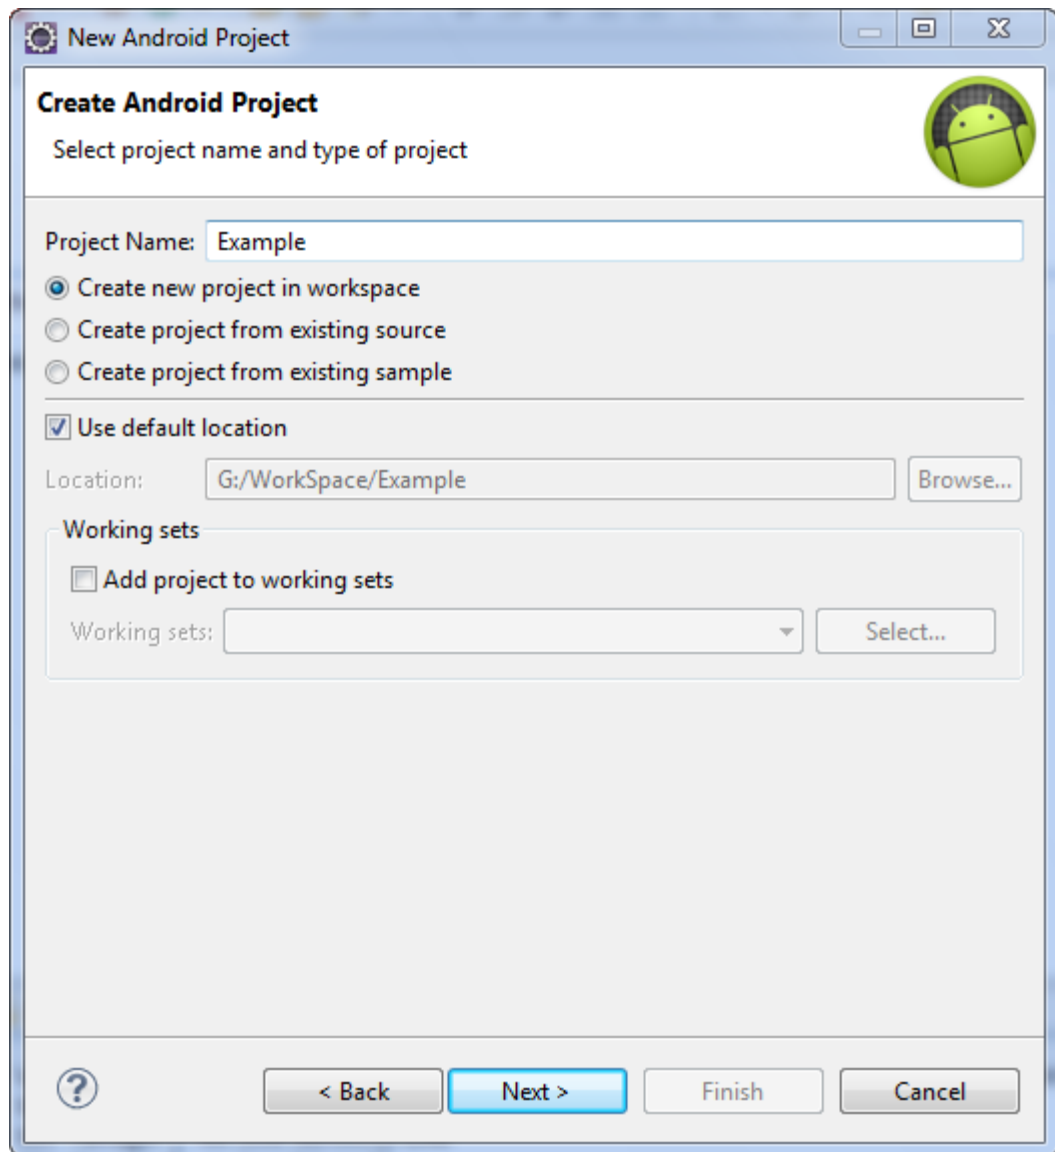 New Android Project
Create Android Project
Select project name and type of project
Project Name: Example
Create new project in workspace
Create project from existing source
Create project from existing sample
Use default location
Location: G:/WorkSpace/Example Browse...
Working sets
Add project to working sets
Working sets: Select...
? < Back Next > Finish Cancel